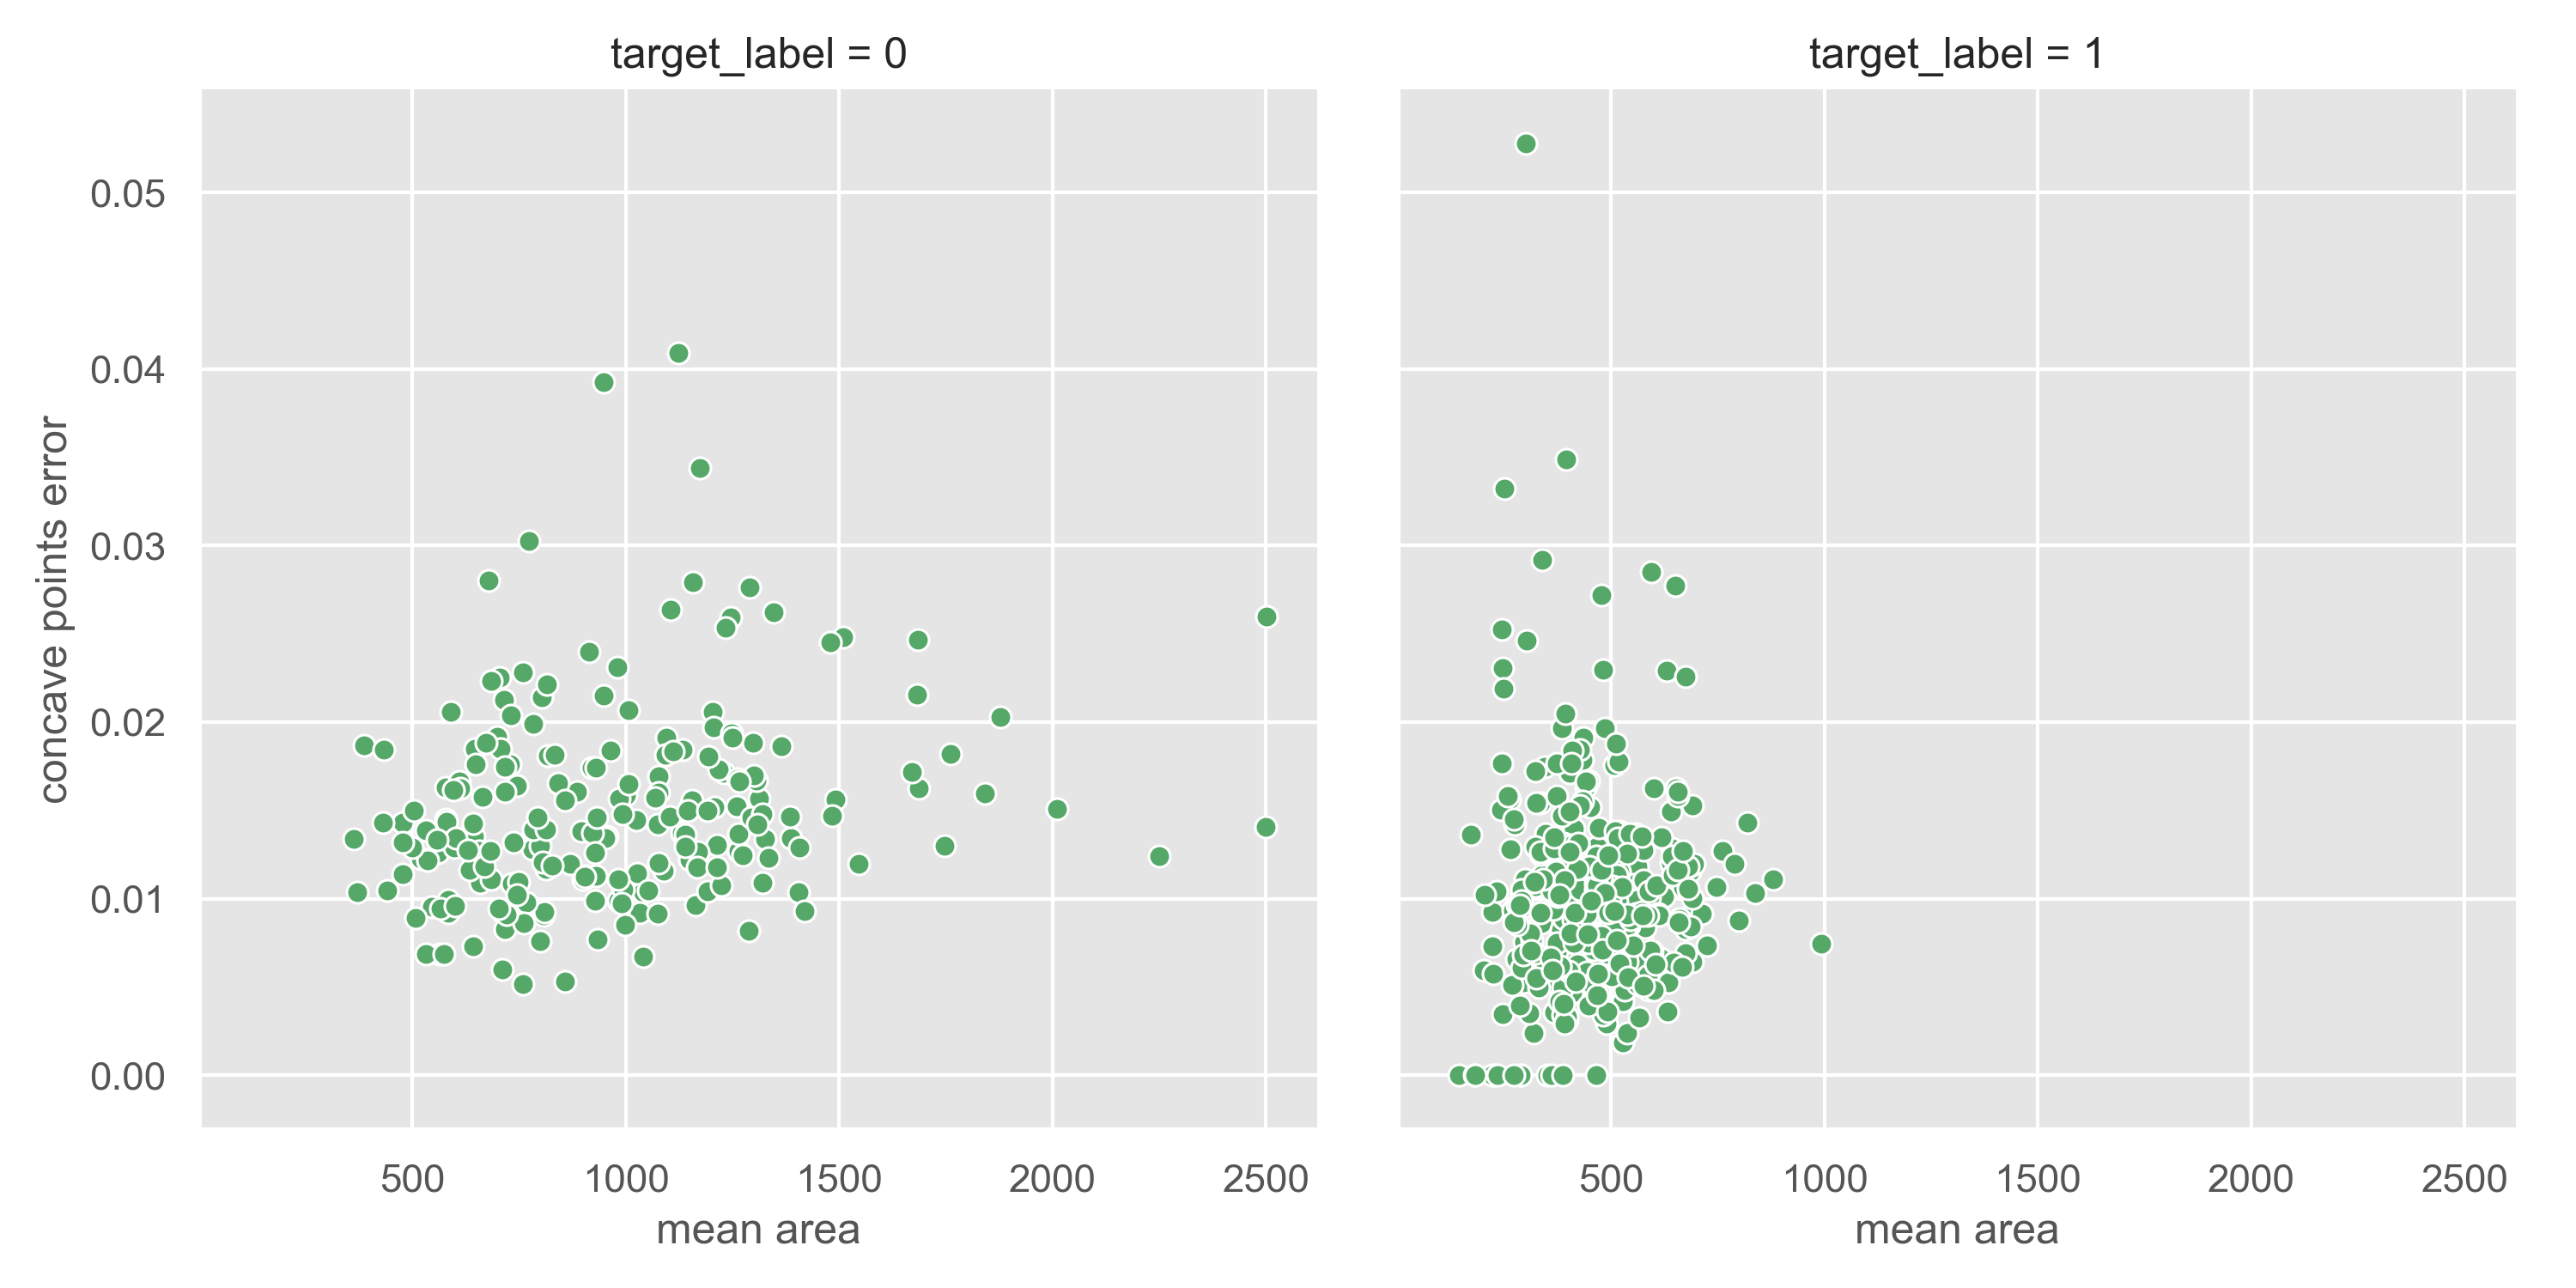 target_label = 0
target_label = 1
concave points error
0.05
0.04
0.03
0.02
0.01
0.00
500 1000 1500 2000 2500
500 1000 1500 2000 2500
mean area
mean area